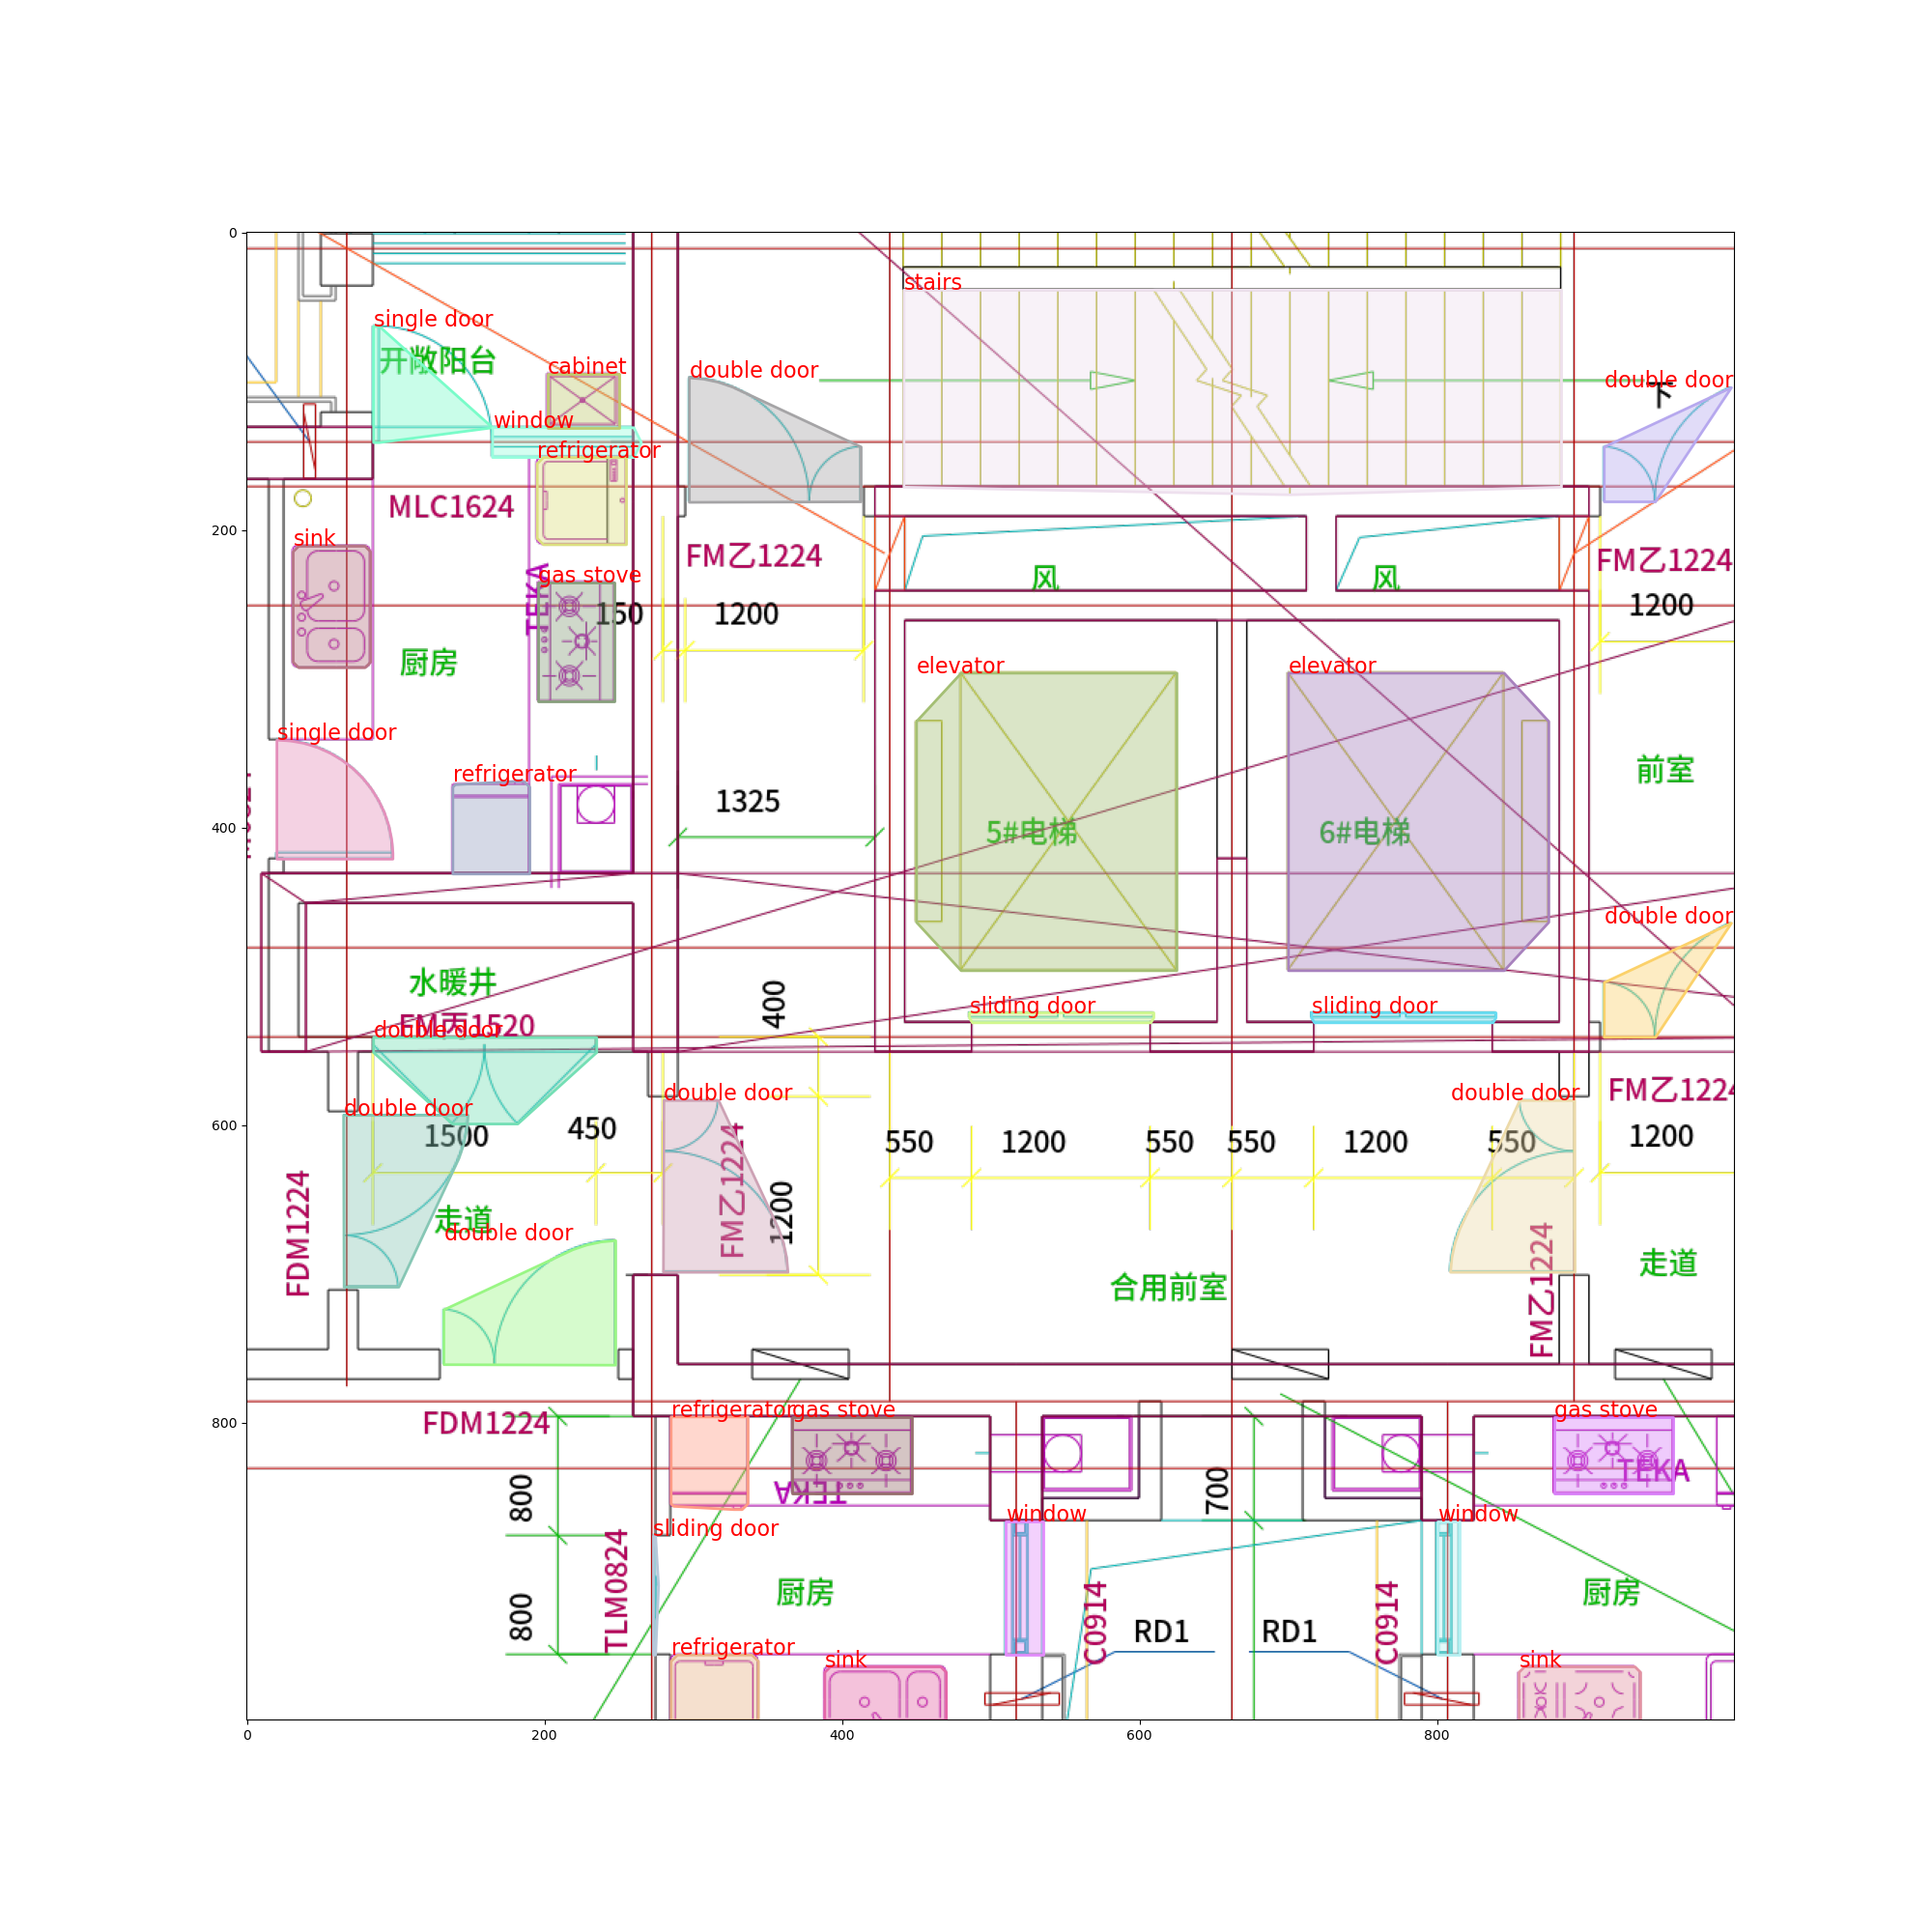 0
stairs
single door
开敞阳台
cabinet
double door
double door
下
window
refrigerator
MLC1624
200
sink
FM乙1224
FM乙1224
gas stove
TEKA
风
风
150
1200
1200
厨房
elevator
elevator
single door
refrigerator
前室
1325
400
5#电梯
6#电梯
double door
水暖井
400
sliding door
sliding door
FM丙1520
double door
double door
double door
double door
FM乙1224
600
1500
450
550
1200
550
550
1200
550
1200
FDM1224
走道
FM乙1224
1200
double door
FM乙1224
走道
合用前室
800
FDM1224
refrigerator
gas stove
gas stove
TEKA
TEKA
800
700
sliding door
window
window
TLM0824
厨房
厨房
800
C0914
RD1
RD1
C0914
refrigerator
sink
sink
0
200
400
600
800